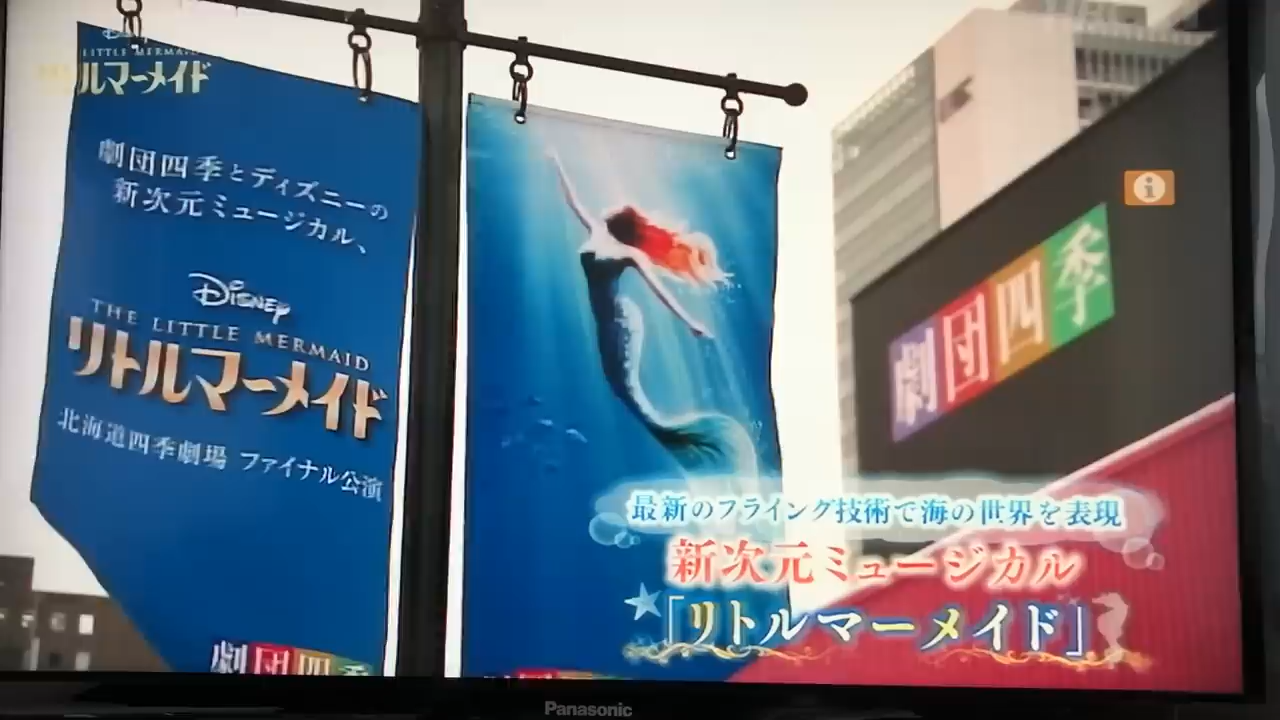 Disney
LITTLE MERMAID
リトルマーメイド
劇団四季とディズニーの
新次元ミュージカル、
Disney
THE LITTLE MERMAID
リトルマーメイド
北海道四季劇場 ファイナル公演
劇団四季
劇団四季
i
最新のフライング技術で海の世界を表現
新次元ミュージカル
「リトルマーメイド」
Panasonic